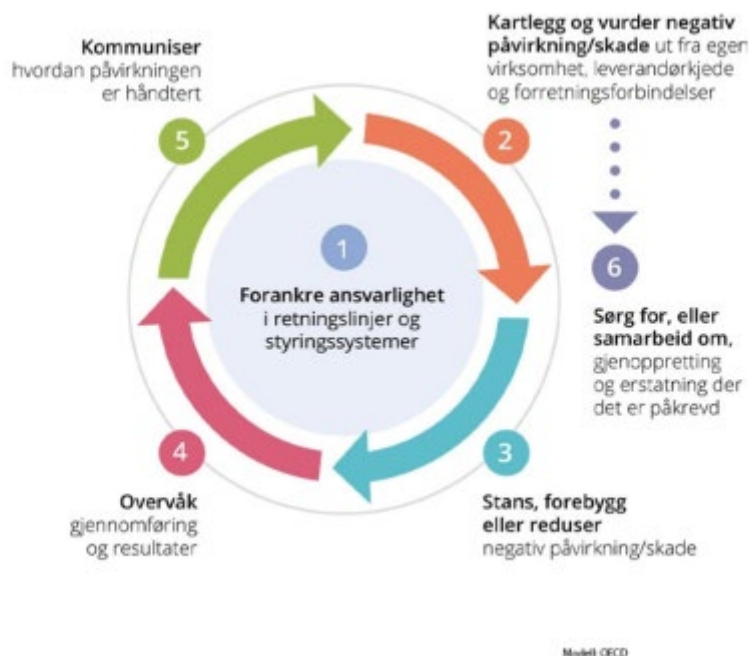 1
Forankre ansvarlighet
i retningslinjer og
styringssystemer
2
Kartlegg og vurder negativ
påvirkning/skade ut fra egen
virksomhet, leverandørkjede
og forretningsforbindelser
3
Stans, forebygg
eller reduser
negativ påvirkning/skade
4
Overvåk
gjennomføring
og resultater
5
Kommuniser
hvordan påvirkningen
er håndtert
6
Sørg for, eller
samarbeid om,
gjenoppretting
og erstatning der
det er påkrevd
Modell: OECD